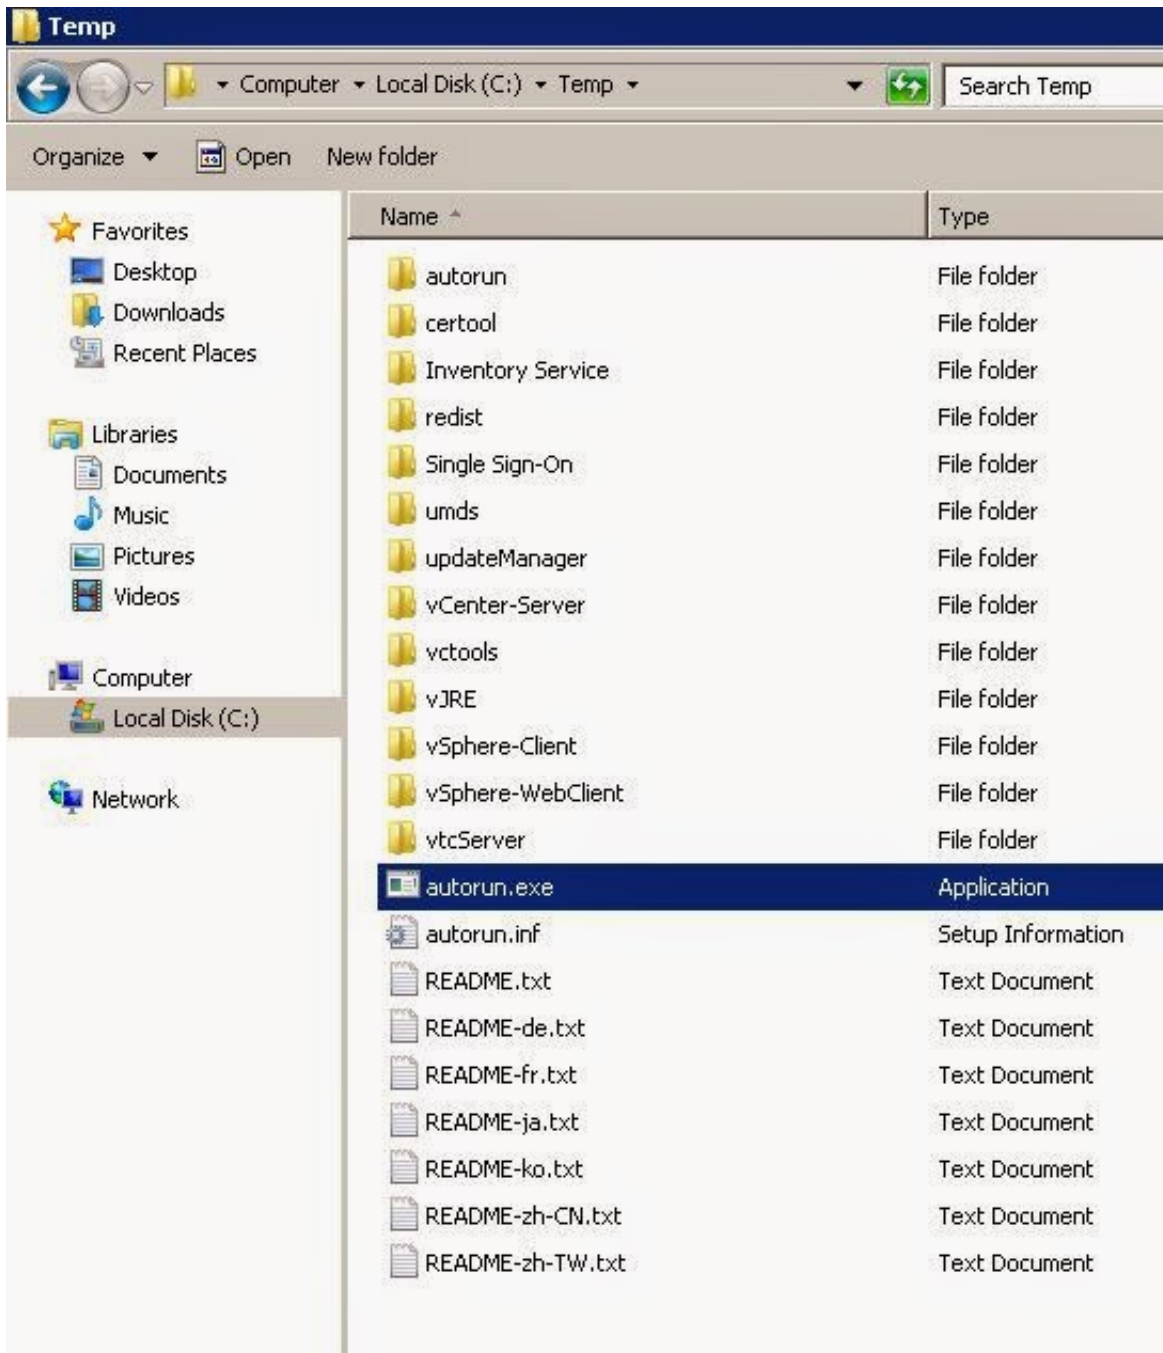 Temp
Computer Local Disk (C:) Temp Search Temp
Organize Open New folder
Favorites
Desktop
Downloads
Recent Places
Libraries
Documents
Music
Pictures
Videos
Computer
Local Disk (C:)
Network
Name Type
autorun File folder
certool File folder
Inventory Service File folder
redist File folder
Single Sign-On File folder
umds File folder
updateManager File folder
vCenter-Server File folder
vctools File folder
vJRE File folder
vSphere-Client File folder
vSphere-WebClient File folder
vtcServer File folder
autorun.exe Application
autorun.inf Setup Information
README.txt Text Document
README-de.txt Text Document
README-fr.txt Text Document
README-ja.txt Text Document
README-ko.txt Text Document
README-zh-CN.txt Text Document
README-zh-TW.txt Text Document